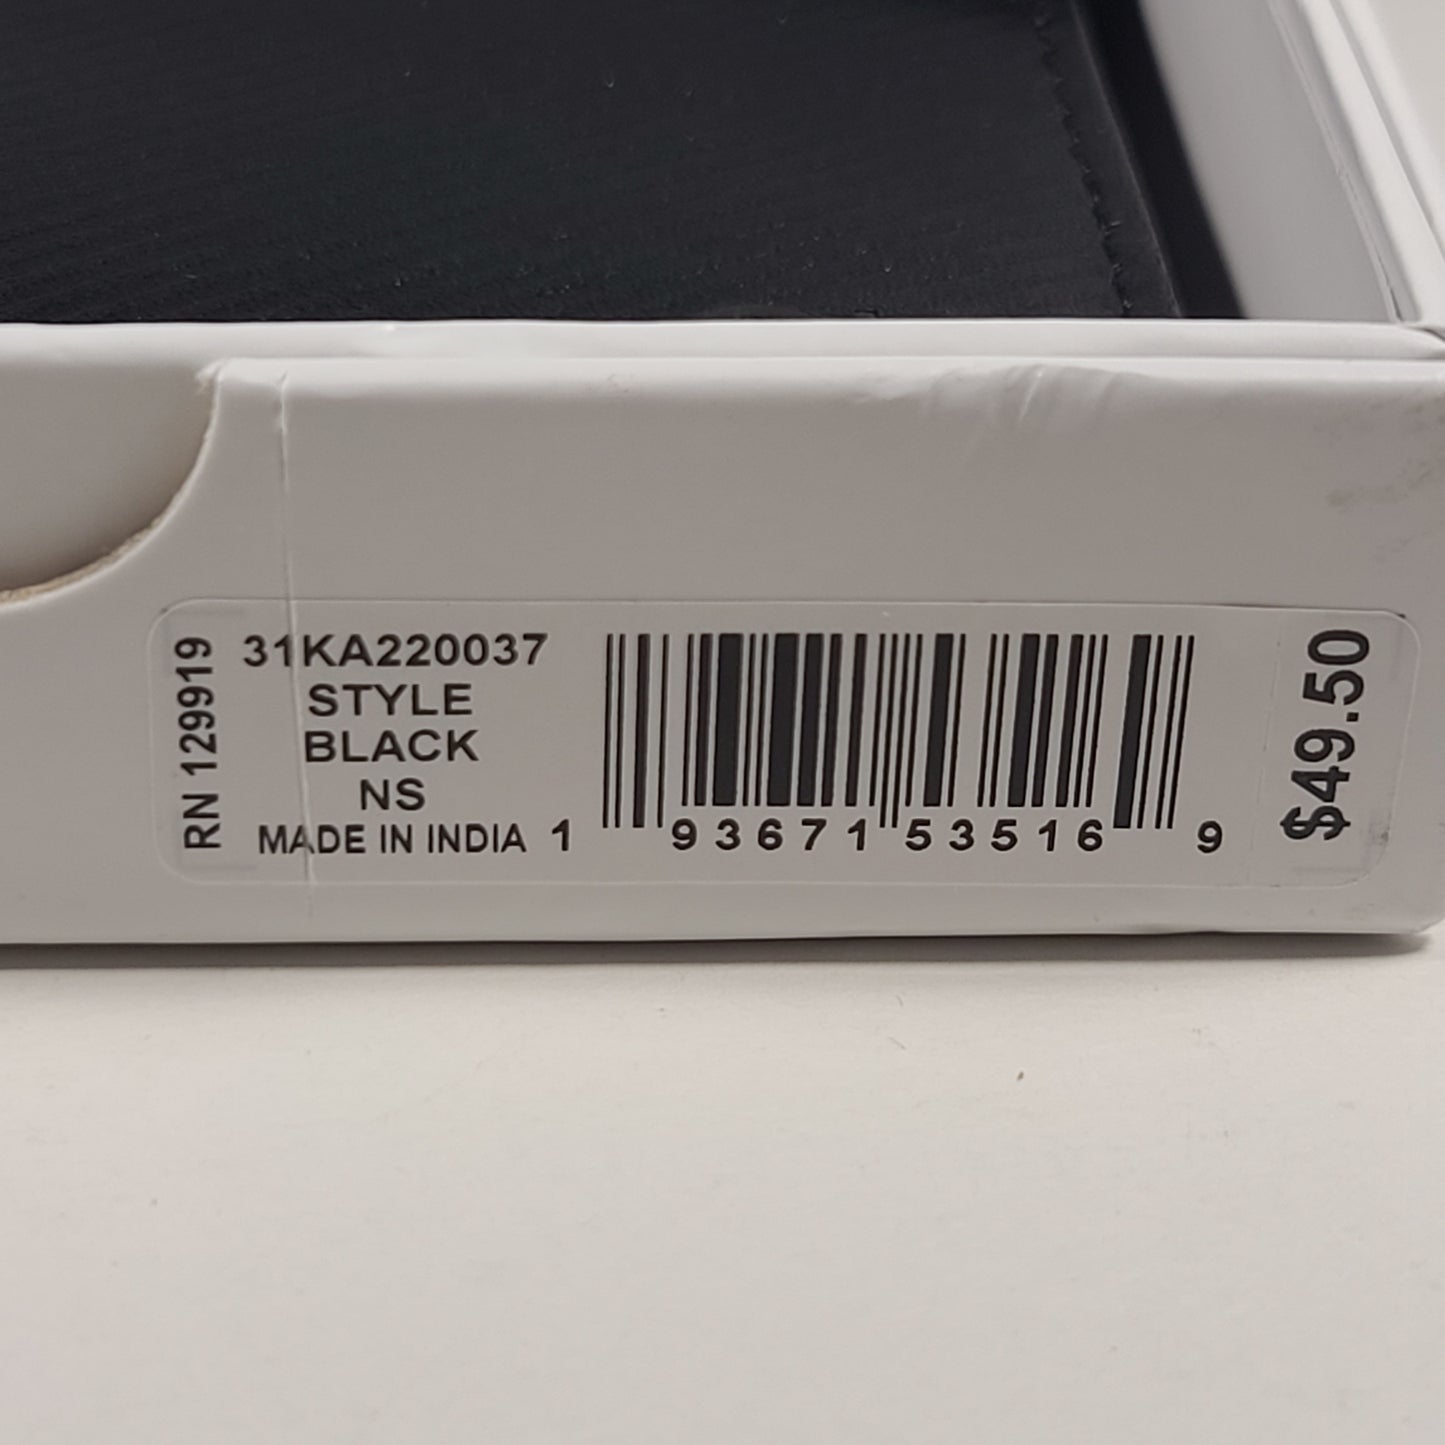 RN 129919
31KA220037
STYLE
BLACK
NS
MADE IN INDIA
1 93671 53516 9
$49.50